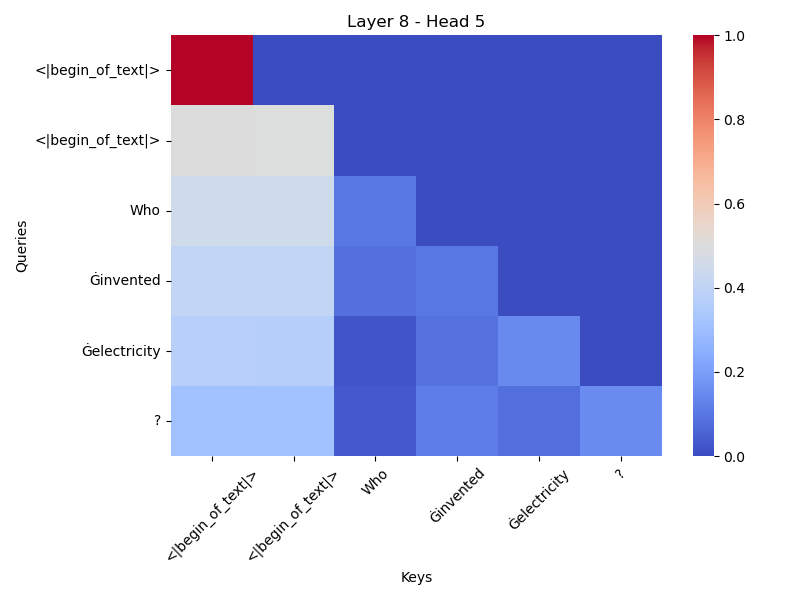 Layer 8 - Head 5
<|begin_of_text|>
<|begin_of_text|>
Who
Ġinvented
Ġelectricity
?
Queries
<|begin_of_text|>
<|begin_of_text|>
Who
Ġinvented
Ġelectricity
?
Keys
1.0
0.8
0.6
0.4
0.2
0.0